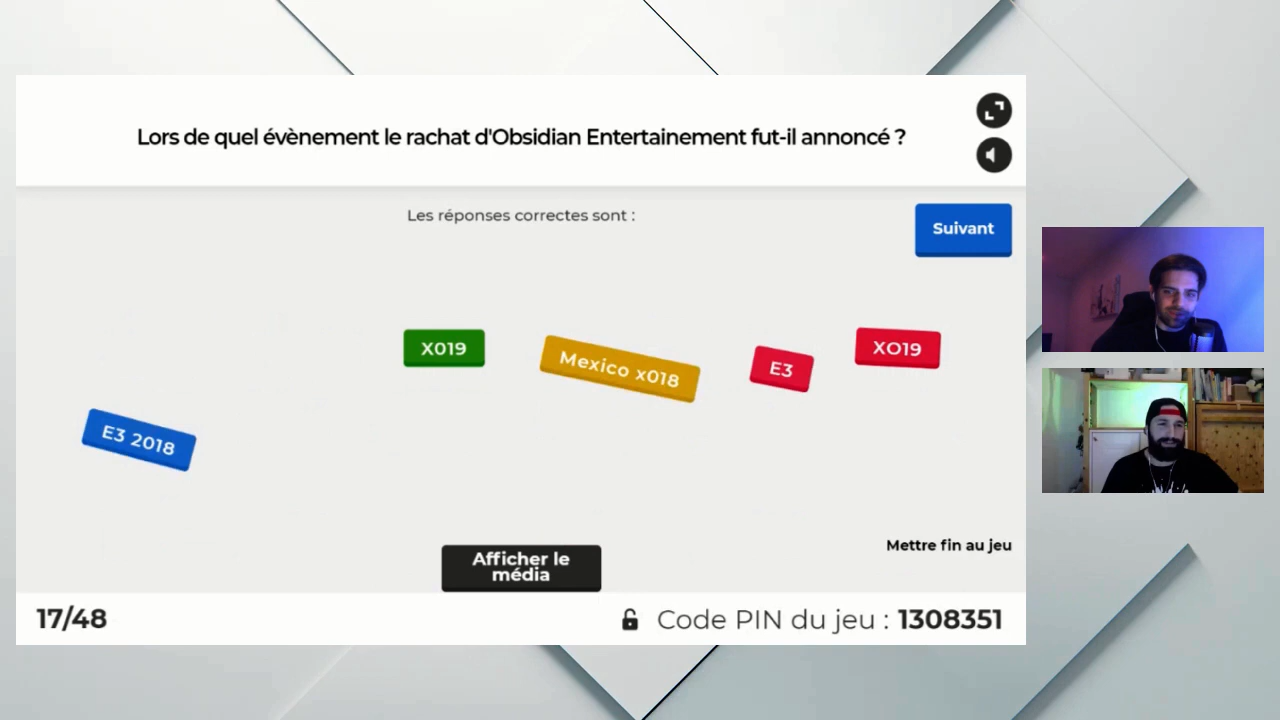 Lors de quel évènement le rachat d'Obsidian Entertainement fut-il annoncé ?
Les réponses correctes sont :
Suivant
X019
Mexico x018
E3
XO19
E3 2018
Mettre fin au jeu
Afficher le
média
17/48
Code PIN du jeu : 1308351